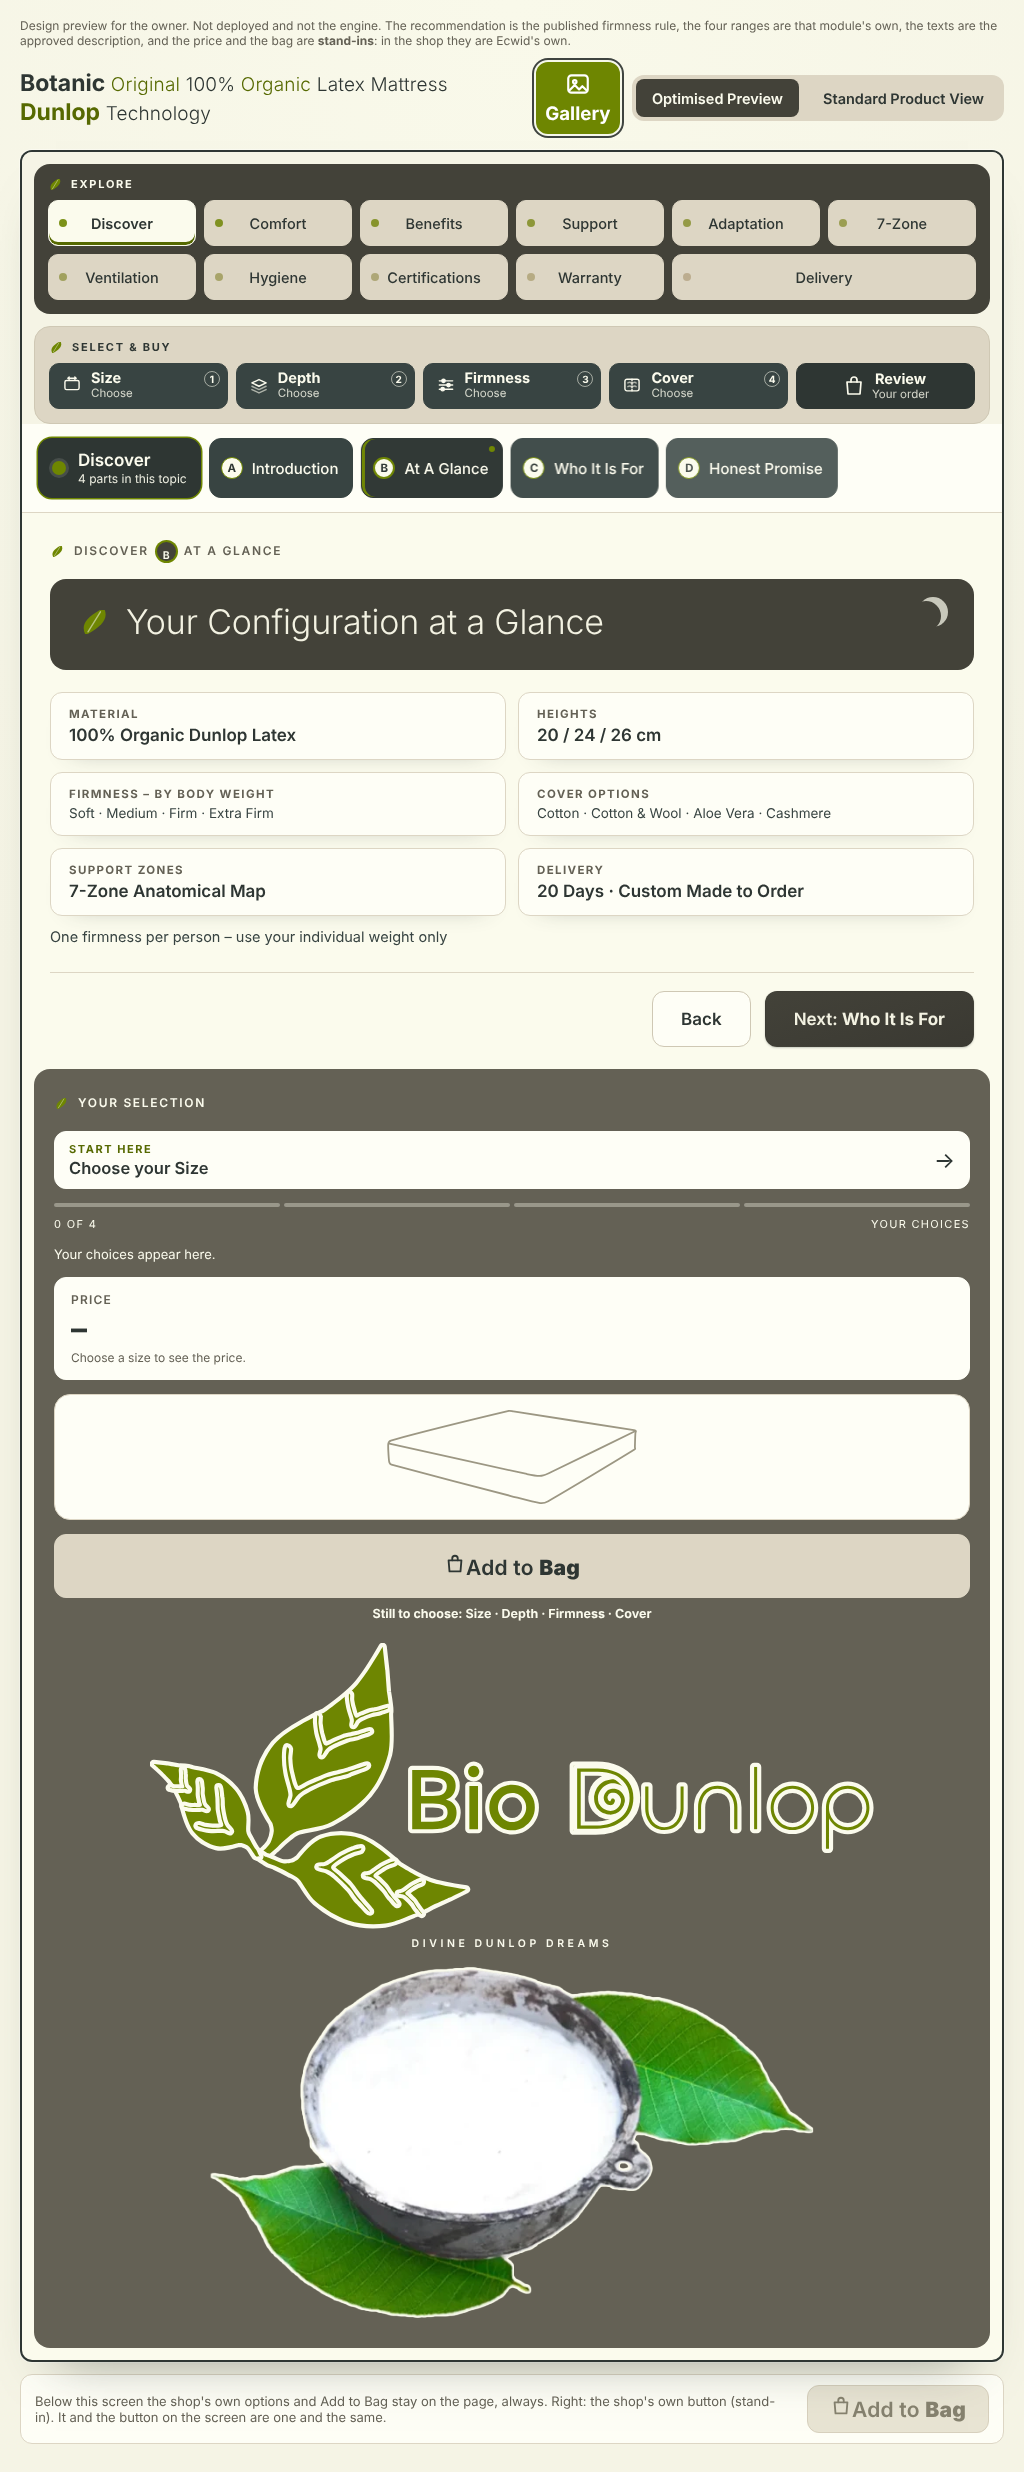 Design preview for the owner. Not deployed and not the engine. The recommendation is the published firmness rule, the four ranges are that module's own, the texts are the
approved description, and the price and the bag are stand-ins: in the shop they are Ecwid's own.
Botanic Original 100% Organic Latex Mattress
Dunlop Technology
Gallery
Optimised Preview
Standard Product View
EXPLORE
Discover
Comfort
Benefits
Support
Adaptation
7-Zone
Ventilation
Hygiene
Certifications
Warranty
Delivery
SELECT & BUY
Size
Choose
1
Depth
Choose
2
Firmness
Choose
3
Cover
Choose
4
Review
Your order
Discover
4 parts in this topic
A Introduction
B At A Glance
C Who It Is For
D Honest Promise
DISCOVER B AT A GLANCE
Your Configuration at a Glance
MATERIAL
100% Organic Dunlop Latex
HEIGHTS
20 / 24 / 26 cm
FIRMNESS – BY BODY WEIGHT
Soft · Medium · Firm · Extra Firm
COVER OPTIONS
Cotton · Cotton & Wool · Aloe Vera · Cashmere
SUPPORT ZONES
7-Zone Anatomical Map
DELIVERY
20 Days · Custom Made to Order
One firmness per person – use your individual weight only
Back
Next: Who It Is For
YOUR SELECTION
START HERE
Choose your Size
0 OF 4
YOUR CHOICES
Your choices appear here.
PRICE
–
Choose a size to see the price.
Add to Bag
Still to choose: Size · Depth · Firmness · Cover
Bio Dunlop
DIVINE DUNLOP DREAMS
Below this screen the shop's own options and Add to Bag stay on the page, always. Right: the shop's own button (stand-
in). It and the button on the screen are one and the same.
Add to Bag